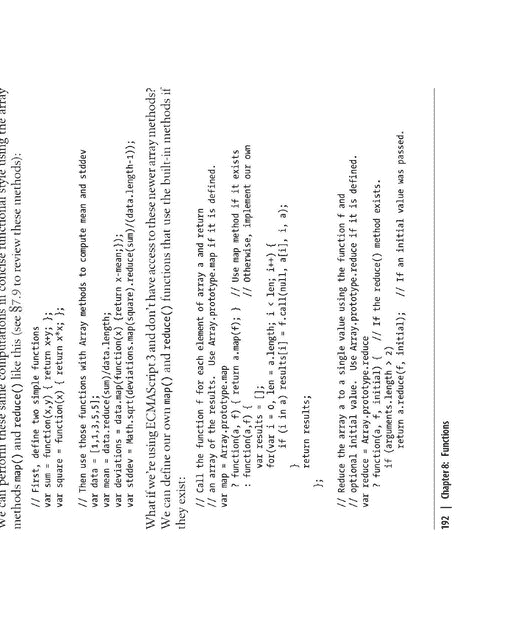 We can perform these same computations in concise functional style using the array
methods map() and reduce() like this (see §7.9 to review these methods):
// First, define two simple functions
var sum = function(x,y) { return x+y; };
var square = function(x) { return x*x; };
// Then use those functions with Array methods to compute mean and stddev
var data = [1,1,3,5,5];
var mean = data.reduce(sum)/data.length;
var deviations = data.map(function(x) {return x-mean;});
var stddev = Math.sqrt(deviations.map(square).reduce(sum)/(data.length-1));
What if we're using ECMAScript 3 and don't have access to these newer array methods?
We can define our own map() and reduce() functions that use the built-in methods if
they exist:
// Call the function f for each element of array a and return
// an array of the results. Use Array.prototype.map if it is defined.
var map = Array.prototype.map
? function(a, f) { return a.map(f); } // Use map method if it exists
: function(a,f) { // Otherwise, implement our own
var results = [];
for(var i = 0, len = a.length; i < len; i++) {
if (i in a) results[i] = f.call(null, a[i], i, a);
}
return results;
};
// Reduce the array a to a single value using the function f and
// optional initial value. Use Array.prototype.reduce if it is defined.
var reduce = Array.prototype.reduce
? function(a, f, initial) { // If the reduce() method exists.
if (arguments.length > 2)
return a.reduce(f, initial); // If an initial value was passed.
192 | Chapter 8: Functions